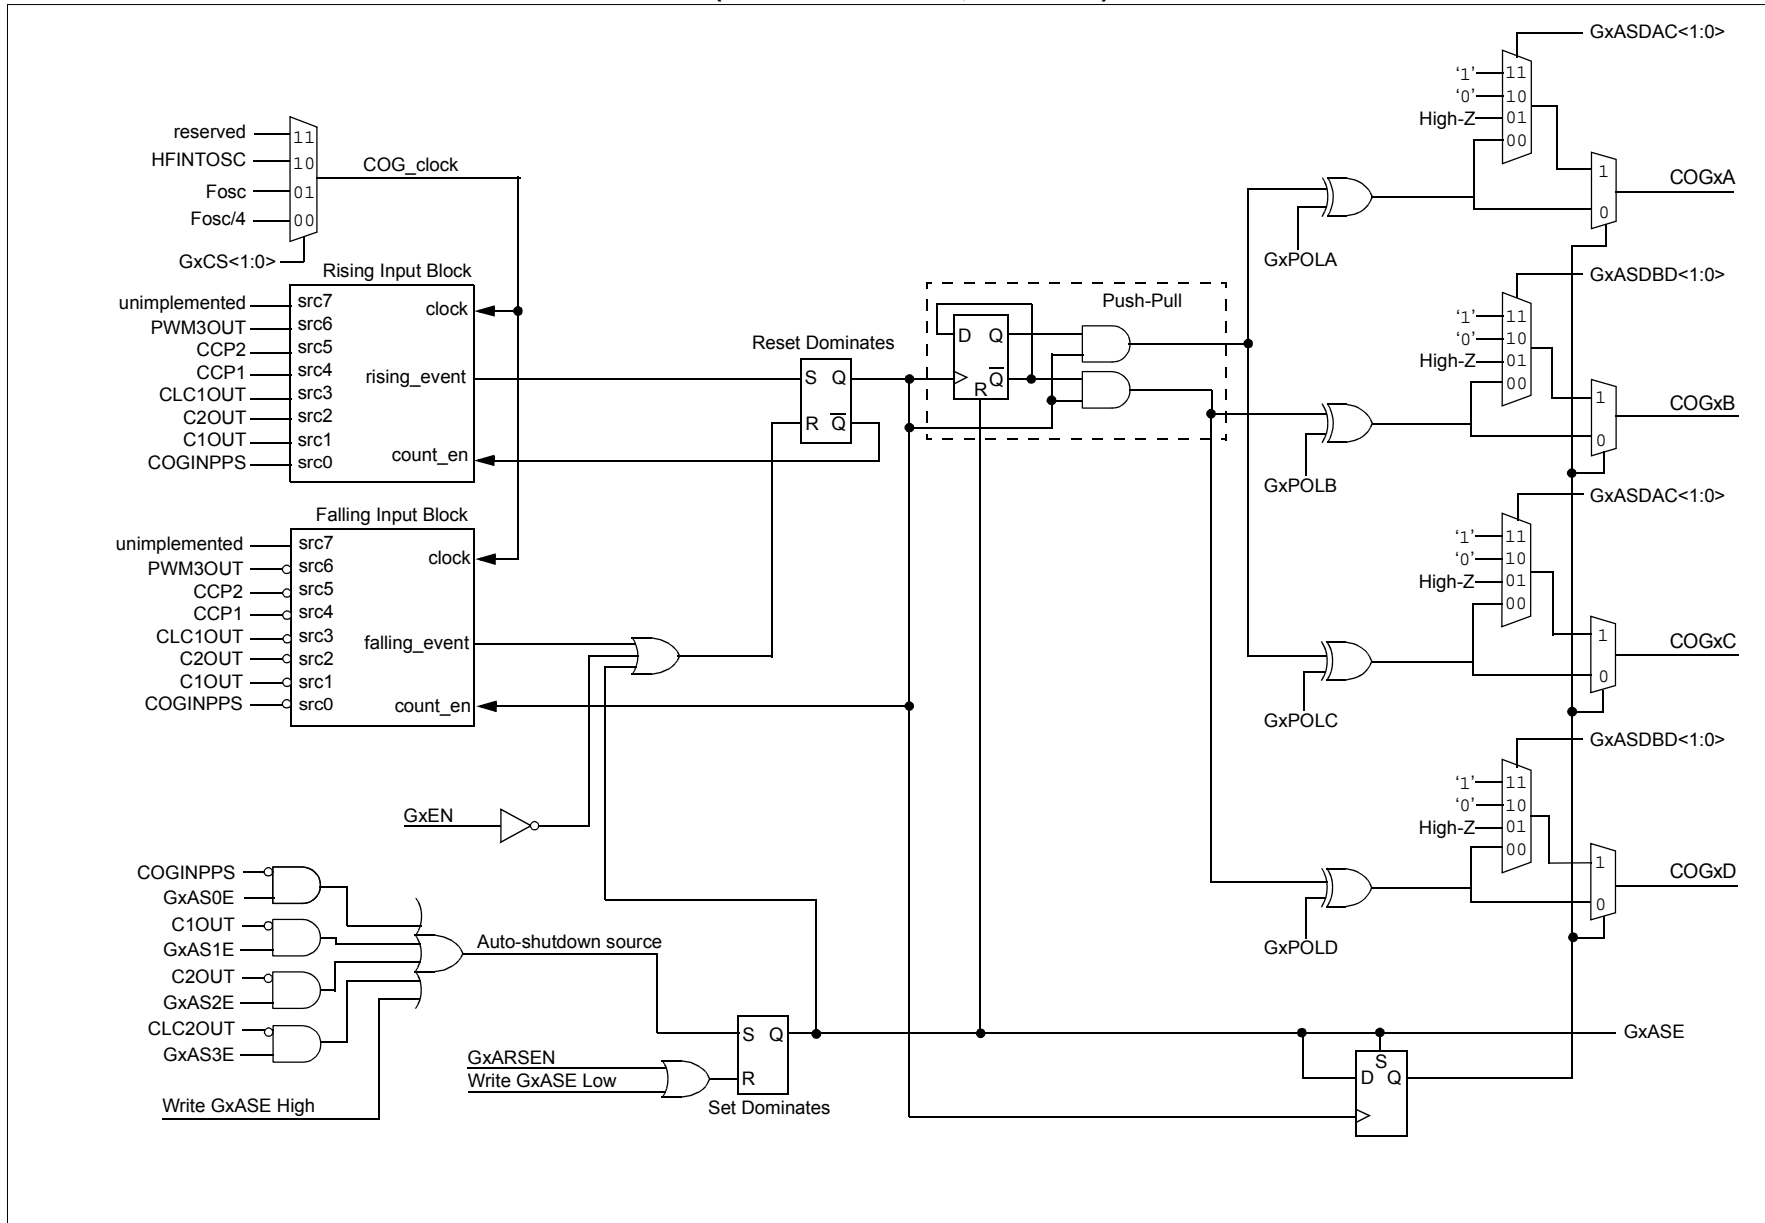 GxASDAC<1:0>
'1' 11
'0' 10
High-Z 01
00
1
0
COGxA
GxPOLA
reserved 11
HFINTOSC 10
Fosc 01
Fosc/4 00
GxCS<1:0>
COG_clock
Rising Input Block
unimplemented src7
PWM3OUT src6
CCP2 src5
CCP1 src4
CLC1OUT src3
C2OUT src2
C1OUT src1
COGINPPS src0
clock
rising_event
count_en
Reset Dominates
S Q
R Q
Push-Pull
D Q
Q
R
GxASDBD<1:0>
'1' 11
'0' 10
High-Z 01
00
1
0
COGxB
GxPOLB
Falling Input Block
unimplemented src7
PWM3OUT src6
CCP2 src5
CCP1 src4
CLC1OUT src3
C2OUT src2
C1OUT src1
COGINPPS src0
clock
falling_event
count_en
GxASDAC<1:0>
'1' 11
'0' 10
High-Z 01
00
1
0
COGxC
GxPOLC
GxEN
GxASDBD<1:0>
'1' 11
'0' 10
High-Z 01
00
1
0
COGxD
GxPOLD
COGINPPS
GxAS0E
C1OUT
GxAS1E
C2OUT
GxAS2E
CLC2OUT
GxAS3E
Write GxASE High
Auto-shutdown source
GxARSEN
Write GxASE Low
S Q
R
Set Dominates
GxASE
S
D Q